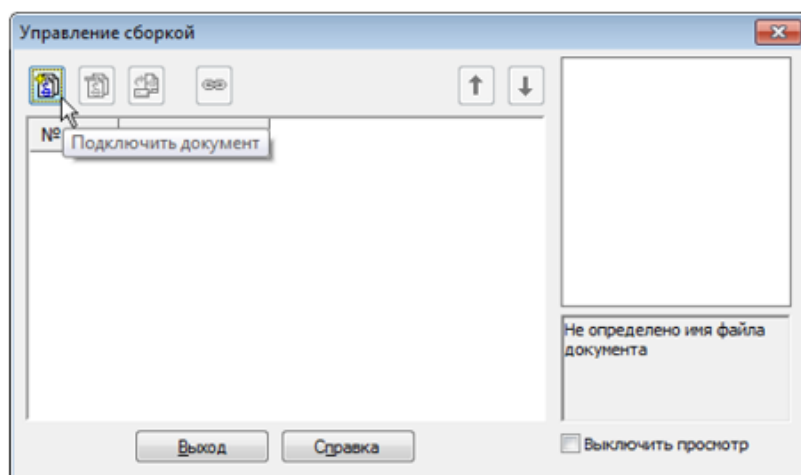 Управление сборкой
№
Подключить документ
Не определено имя файла
документа
Выход
Справка
Выключить просмотр